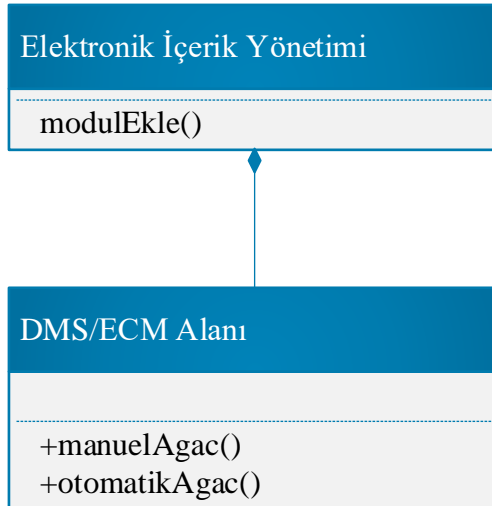 Elektronik İçerik Yönetimi
modulEkle()
DMS/ECM Alanı
+manuelAgac()
+otomatikAgac()